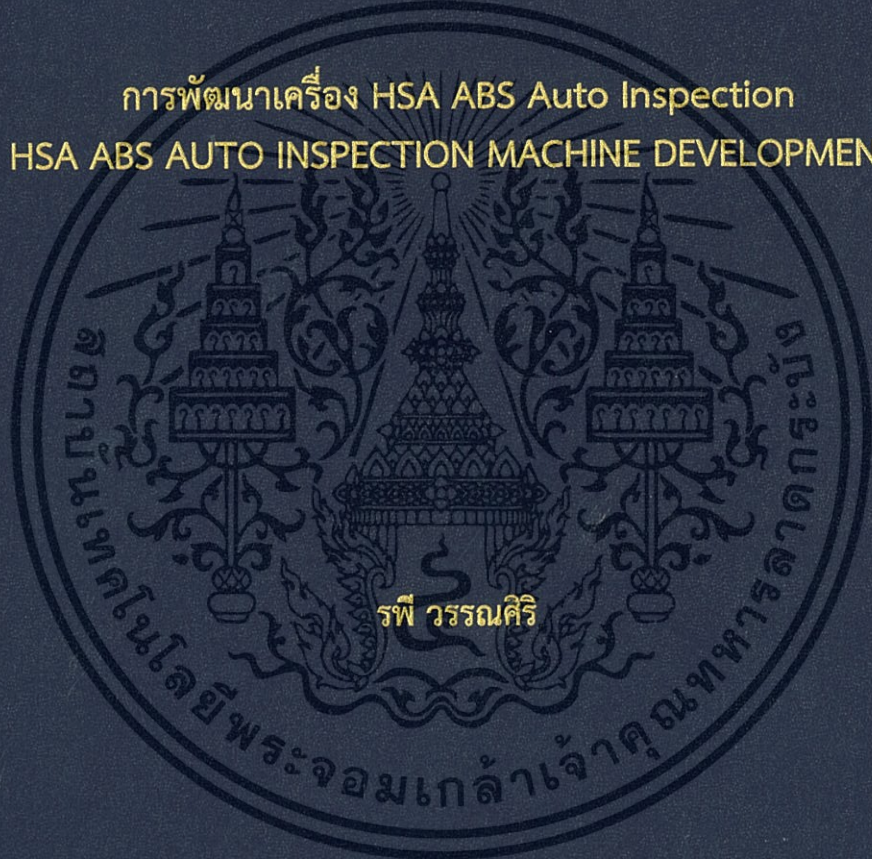 การพัฒนาเครื่อง HSA ABS Auto Inspection
HSA ABS AUTO INSPECTION MACHINE DEVELOPMEN
รพี วรรณศิริ
สถาบันเทคโนโลยีพระจอมเกล้าเจ้าคุณทหารลาดกระบัง